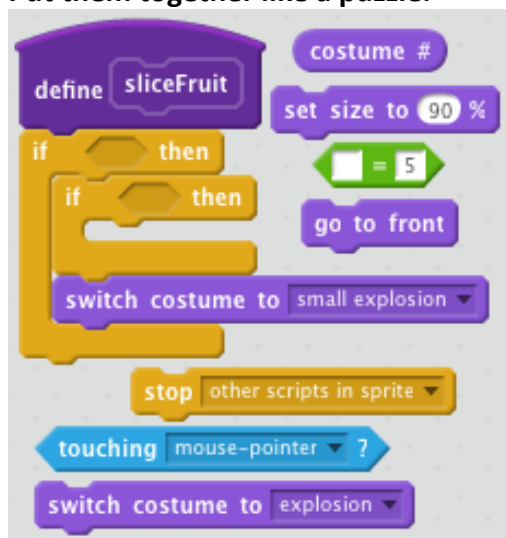 Put them together like a puzzle.
define sliceFruit
costume #
set size to 90 %
if then
= 5
if then
go to front
switch costume to small explosion
stop other scripts in sprite
touching mouse-pointer ?
switch costume to explosion